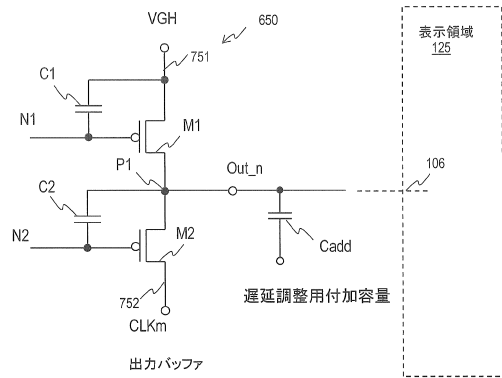 VGH
650
表示領域
125
751
C1
N1
M1
P1
Out_n
106
C2
N2
M2
Cadd
752
遅延調整用付加容量
CLKm
出力バッファ